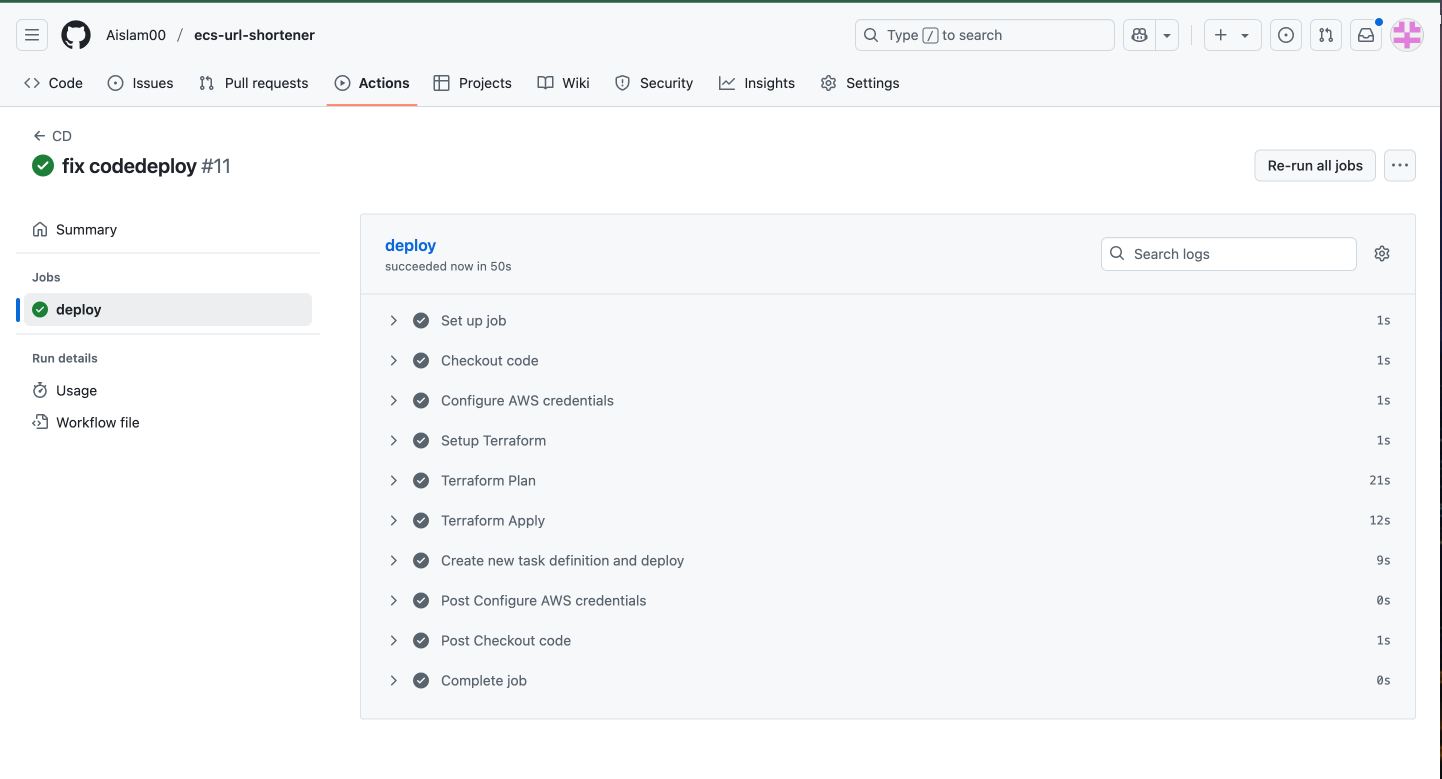 Aislam00 / ecs-url-shortener
Type / to search
Code
Issues
Pull requests
Actions
Projects
Wiki
Security
Insights
Settings
CD
fix codedeploy #11
Re-run all jobs
Summary
Jobs
deploy
Run details
Usage
Workflow file
deploy
succeeded now in 50s
Search logs
Set up job 1s
Checkout code 1s
Configure AWS credentials 1s
Setup Terraform 1s
Terraform Plan 21s
Terraform Apply 12s
Create new task definition and deploy 9s
Post Configure AWS credentials 0s
Post Checkout code 1s
Complete job 0s